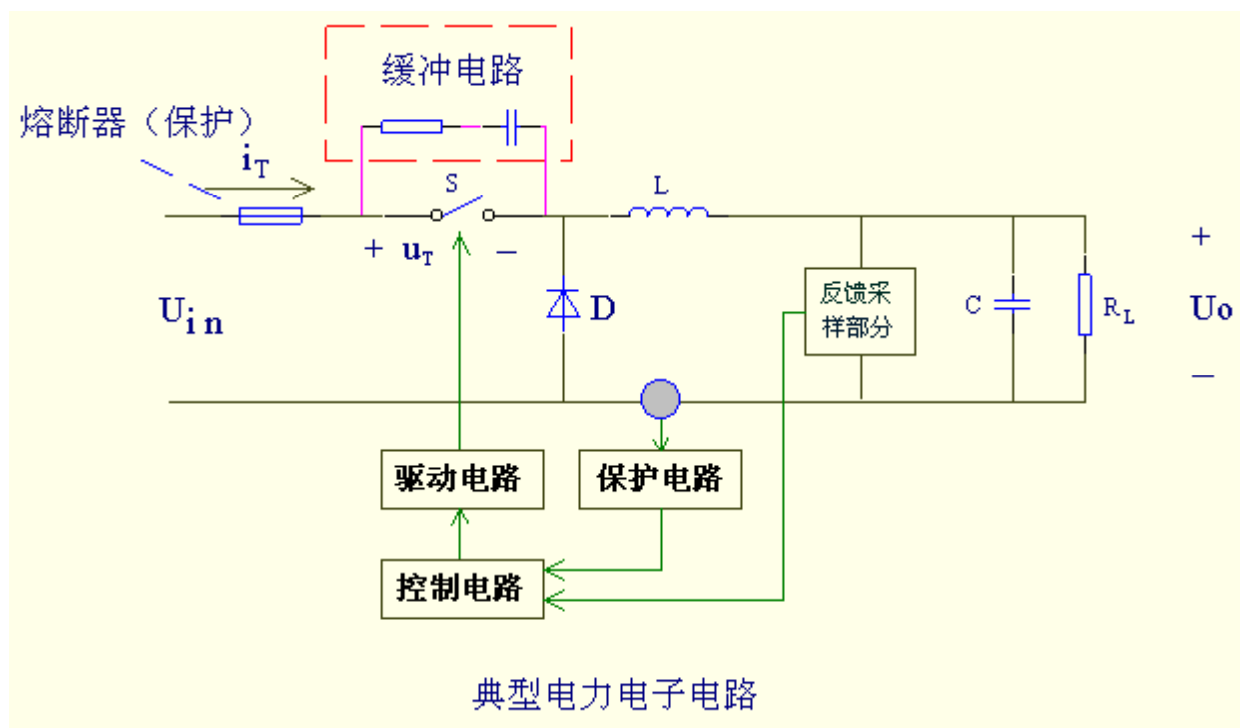 缓冲电路
熔断器（保护）
iT
S
L
+ uT −
Uin
D
反馈采
样部分
C
RL
+
Uo
−
驱动电路
保护电路
控制电路
典型电力电子电路